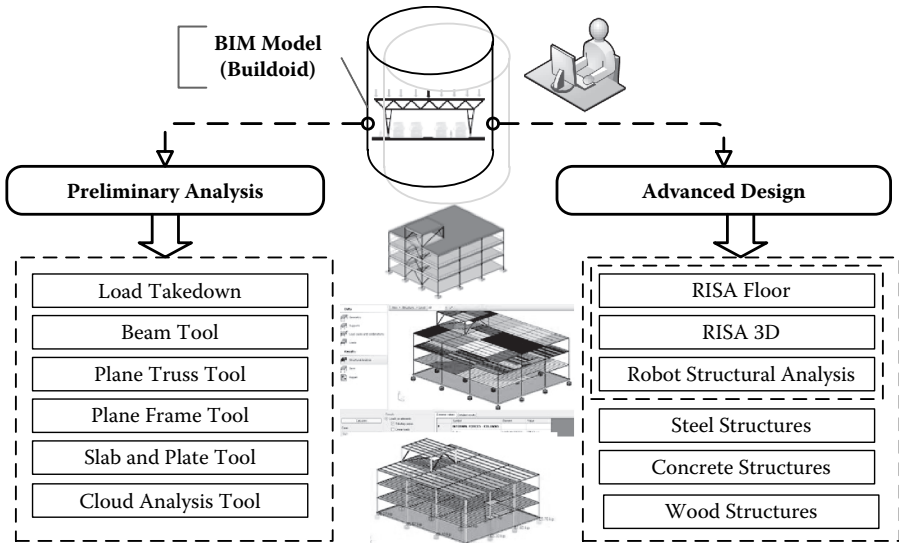 BIM Model
(Buildoid)
Preliminary Analysis
Load Takedown
Beam Tool
Plane Truss Tool
Plane Frame Tool
Slab and Plate Tool
Cloud Analysis Tool
Advanced Design
RISA Floor
RISA 3D
Robot Structural Analysis
Steel Structures
Concrete Structures
Wood Structures